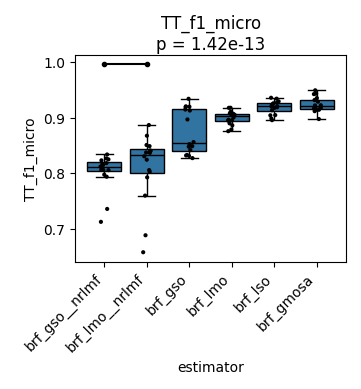 TT_f1_micro
p = 1.42e-13
1.0
0.9
0.8
0.7
TT_f1_micro
brf_gso__nrlmf
brf_lmo__nrlmf
brf_gso
brf_lmo
brf_lso
brf_gmosa
estimator